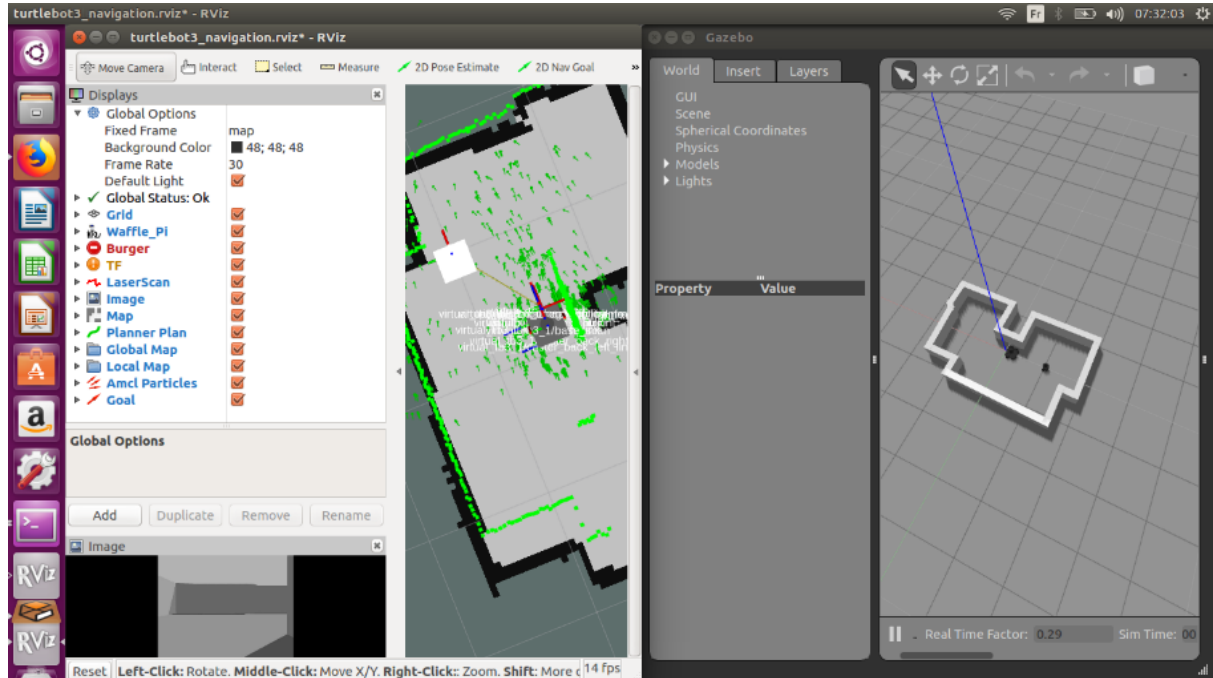 turtlebot3_navigation.rviz* - RViz
Fr
07:32:03
turtlebot3_navigation.rviz* - RViz
Move Camera
Interact
Select
Measure
2D Pose Estimate
2D Nav Goal
»
Displays
Global Options
Fixed Frame map
Background Color 48; 48; 48
Frame Rate 30
Default Light
Global Status: Ok
Grid
Waffle_Pi
Burger
TF
LaserScan
Image
Map
Planner Plan
Global Map
Local Map
Amcl Particles
Goal
Global Options
Add
Duplicate
Remove
Rename
Image
Reset
Left-Click: Rotate. Middle-Click: Move X/Y. Right-Click:: Zoom. Shift: More
14 fps
Gazebo
World
Insert
Layers
GUI
Scene
Spherical Coordinates
Physics
Models
Lights
Property Value
Real Time Factor: 0.29
Sim Time: 00
A
a
>_
RViz
RViz